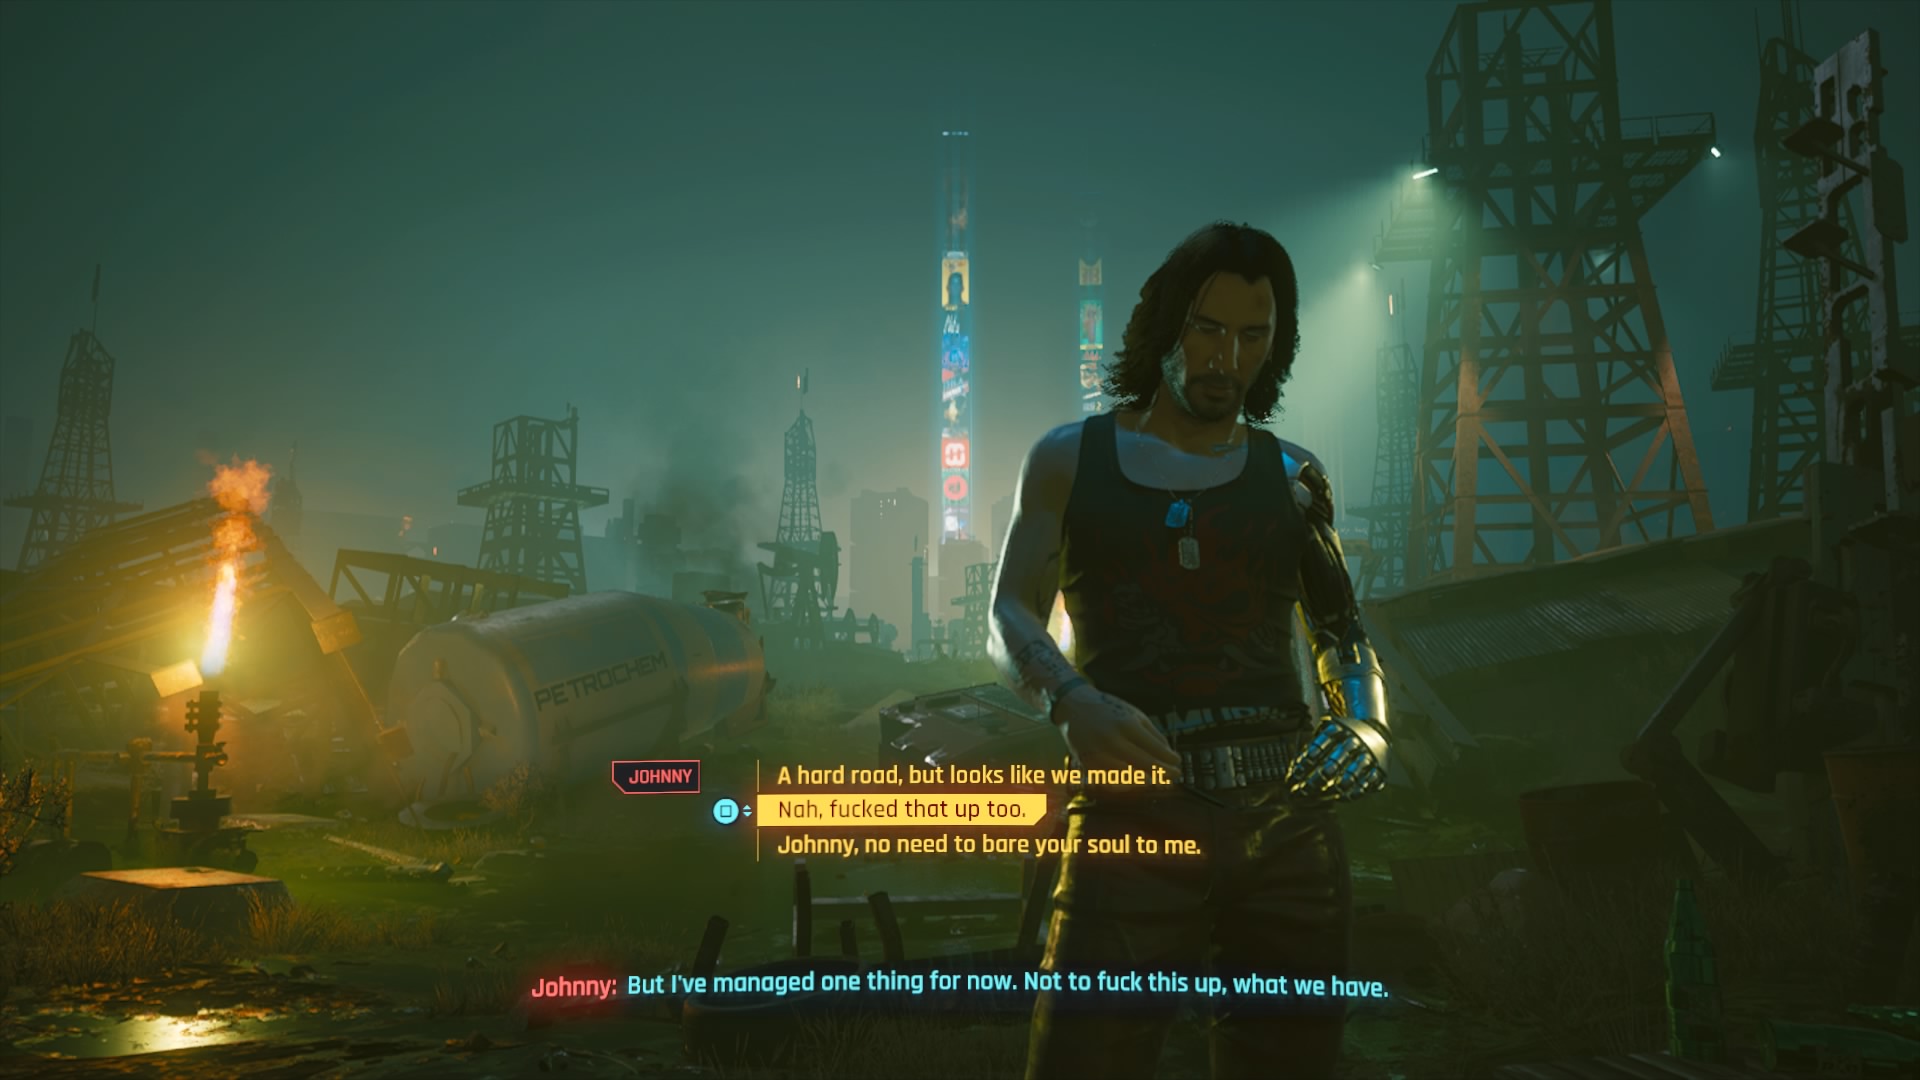 PETROCHEM
JOHNNY
A hard road, but looks like we made it.
Nah, fucked that up too.
Johnny, no need to bare your soul to me.
Johnny: But I've managed one thing for now. Not to fuck this up, what we have.